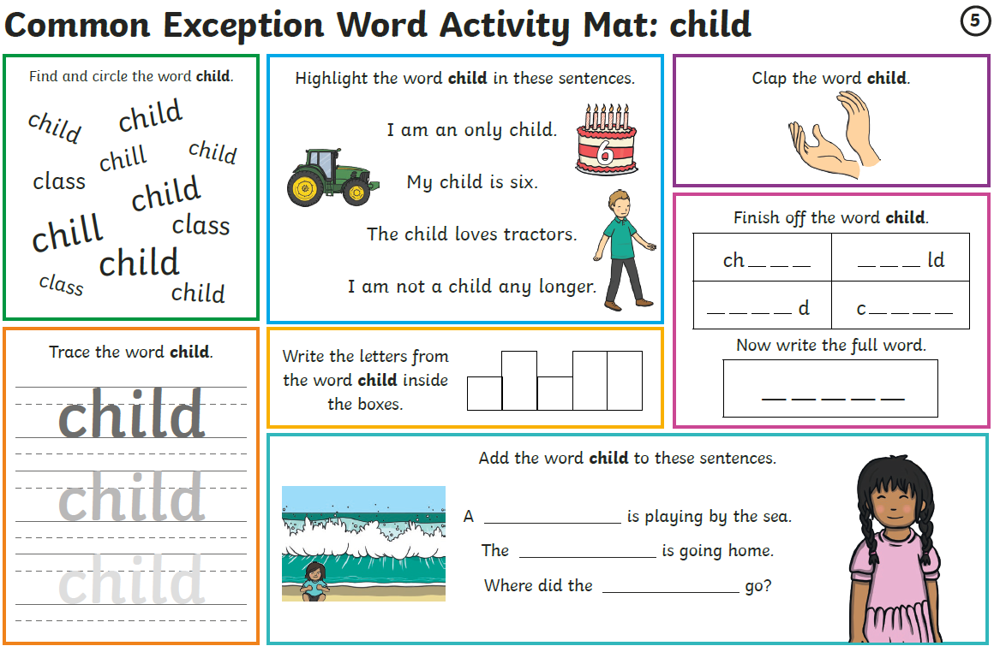 Common Exception Word Activity Mat: child
5
Find and circle the word child.
child
child
chill
child
class
child
chill
class
child
class
child
Highlight the word child in these sentences.
I am an only child.
6
My child is six.
The child loves tractors.
I am not a child any longer.
Clap the word child.
Finish off the word child.
ch _ _ _
_ _ _ ld
_ _ _ _ d
c _ _ _ _
Now write the full word.
_ _ _ _ _
Trace the word child.
child
child
child
Write the letters from
the word child inside
the boxes.
Add the word child to these sentences.
A ________________ is playing by the sea.
The ________________ is going home.
Where did the ________________ go?